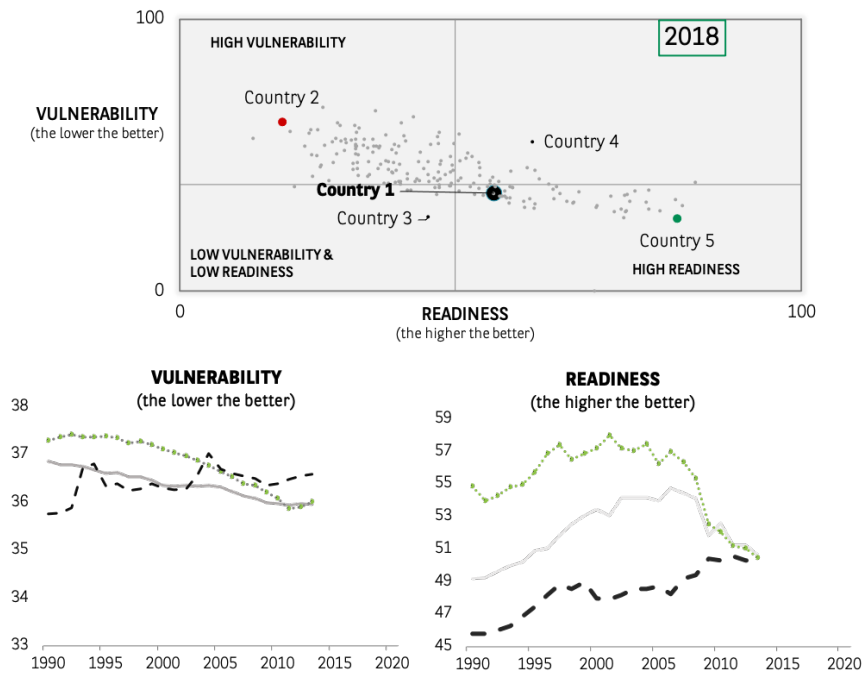 100
HIGH VULNERABILITY
2018
VULNERABILITY
(the lower the better)
Country 2
Country 4
Country 1
Country 3
Country 5
LOW VULNERABILITY &
LOW READINESS
HIGH READINESS
0
0
READINESS
100
(the higher the better)
VULNERABILITY
(the lower the better)
38
37
36
35
34
33
1990
1995
2000
2005
2010
2015
2020
READINESS
(the higher the better)
59
57
55
53
51
49
47
45
1990
1995
2000
2005
2010
2015
2020